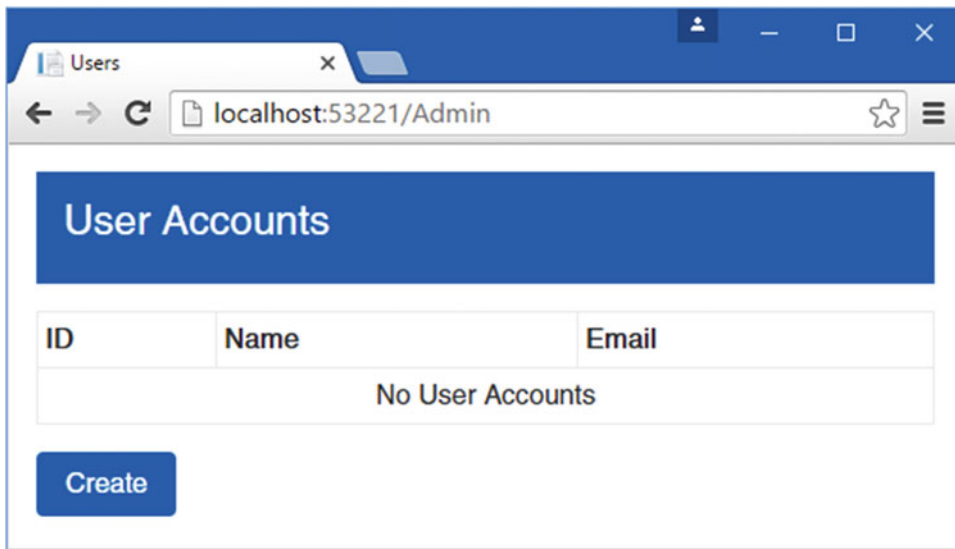 Users
localhost:53221/Admin
User Accounts
ID Name Email
No User Accounts
Create